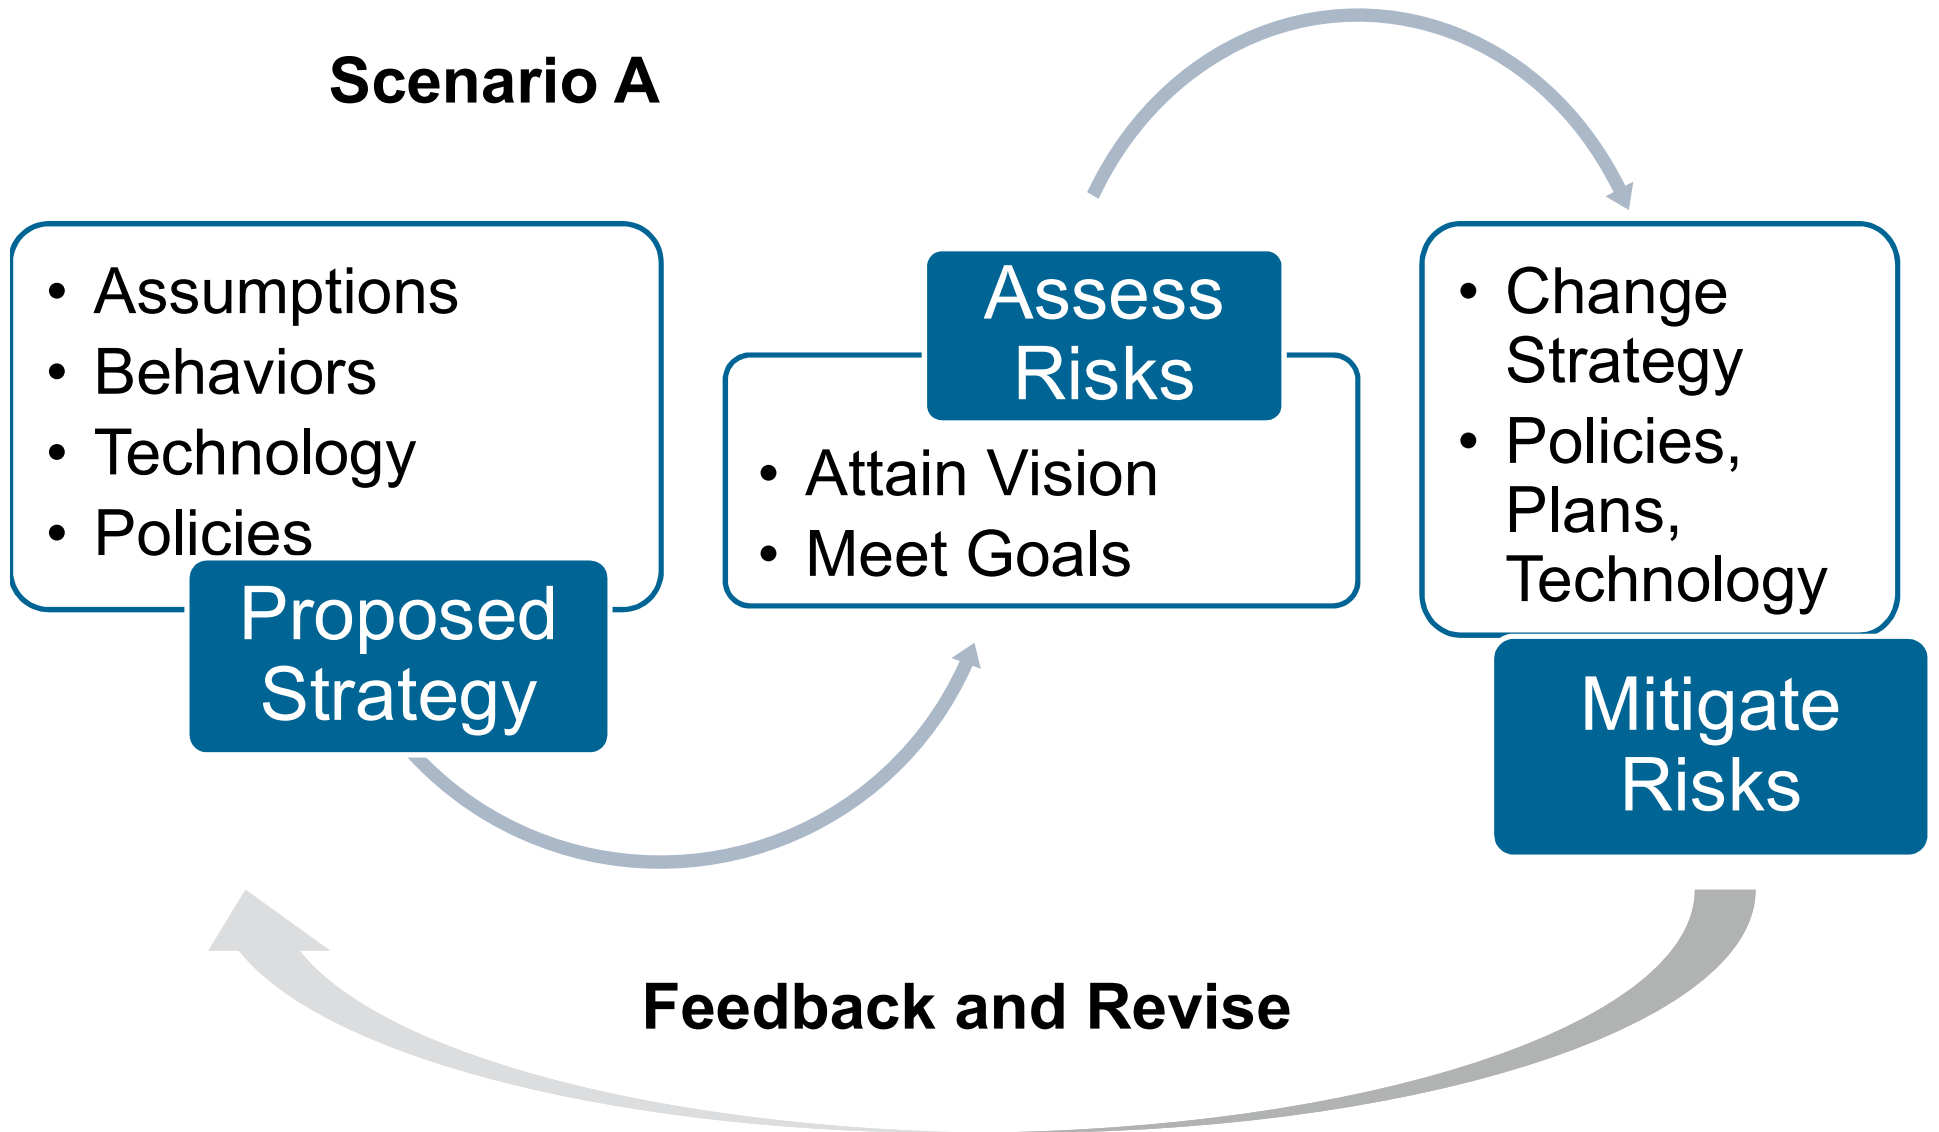 Scenario A
• Assumptions
• Behaviors
• Technology
• Policies
Proposed
Strategy
Assess
Risks
• Attain Vision
• Meet Goals
• Change
Strategy
• Policies,
Plans,
Technology
Mitigate
Risks
Feedback and Revise